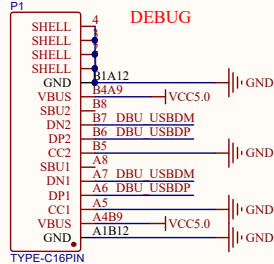 P1
DEBUG
SHELL 4
SHELL
SHELL
SHELL
GND B1A12 GND
VBUS B4A9 VCC5.0
SBU2 B8
DN2 B7 DBU_USBDM
DP2 B6 DBU_USBDP
CC2 B5 GND
SBU1 A8
DN1 A7 DBU_USBDM
DP1 A6 DBU_USBDP
CC1 A5 GND
VBUS A4B9 VCC5.0
GND A1B12 GND
TYPE-C16PIN